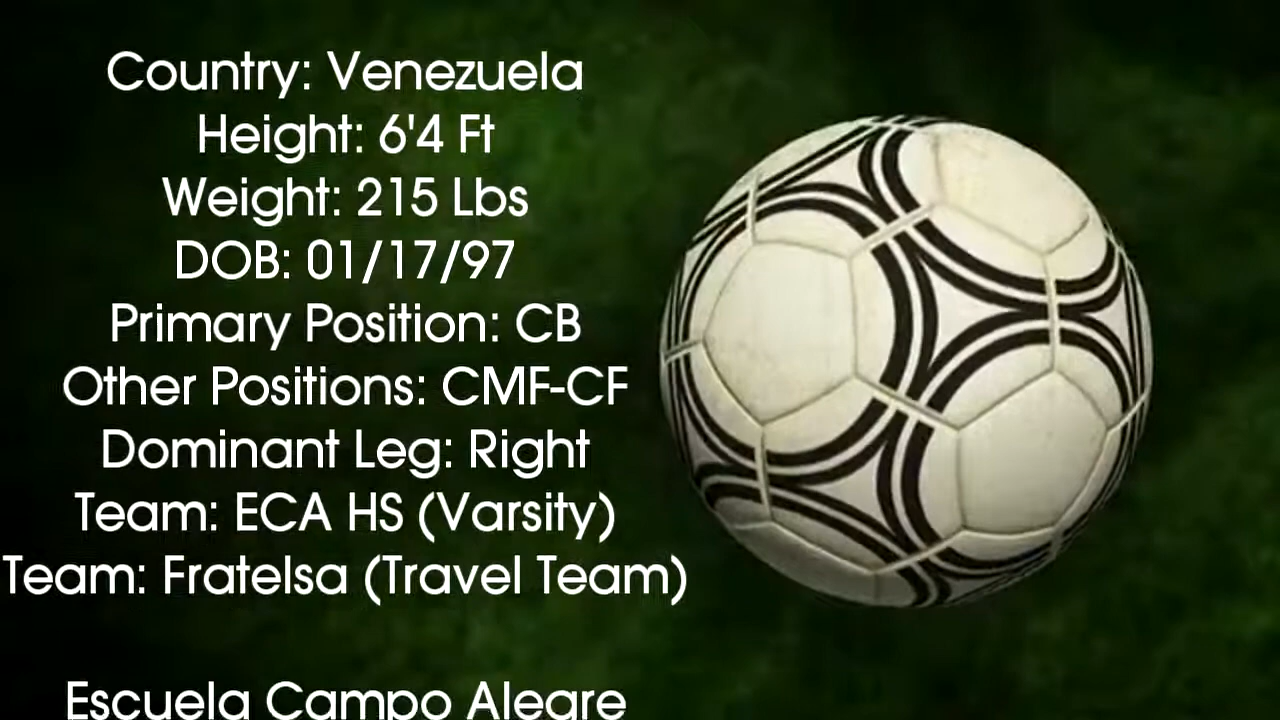 Country: Venezuela
Height: 6'4 Ft
Weight: 215 Lbs
DOB: 01/17/97
Primary Position: CB
Other Positions: CMF-CF
Dominant Leg: Right
Team: ECA HS (Varsity)
Team: Fratelsa (Travel Team)
Escuela Campo Alegre